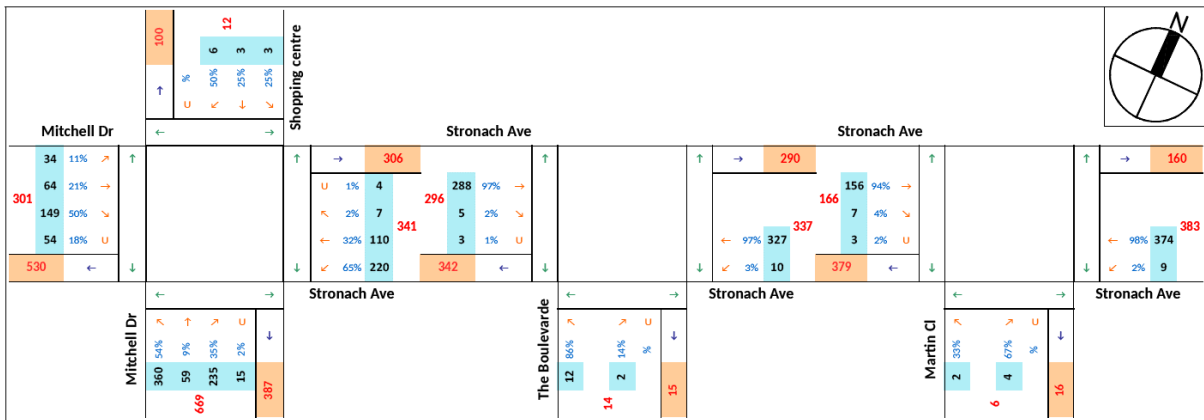 N
100
12
6 3 3
% 50% 25% 25%
U ↙ ↓ ↘
↑
Shopping centre
← →
Mitchell Dr
Stronach Ave
Stronach Ave
34 11% ↗
64 21% →
301
149 50% ↘
54 18% U
530 ←
↑ ↓
↑ ↓
→ 306
U 1% 4
↖ 2% 7
341
← 32% 110
↙ 65% 220
296
288 97% →
5 2% ↘
3 1% U
342 ←
↑ ↓
↑ ↓
→ 290
337
← 97% 327
↙ 3% 10
166
156 94% →
7 4% ↘
3 2% U
379 ←
↑ ↓
↑ ↓
→ 160
383
← 98% 374
↙ 2% 9
Stronach Ave
Stronach Ave
Stronach Ave
Mitchell Dr
← →
↖ ↑ ↗ U ↓
54% 9% 35% 2%
360 59 235 15
669
387
The Boulevarde
← →
↖ ↗ U ↓
86% 14% %
12 2
14
15
Martin Cl
← →
↖ ↗ U ↓
33% 67% %
2 4
6
16